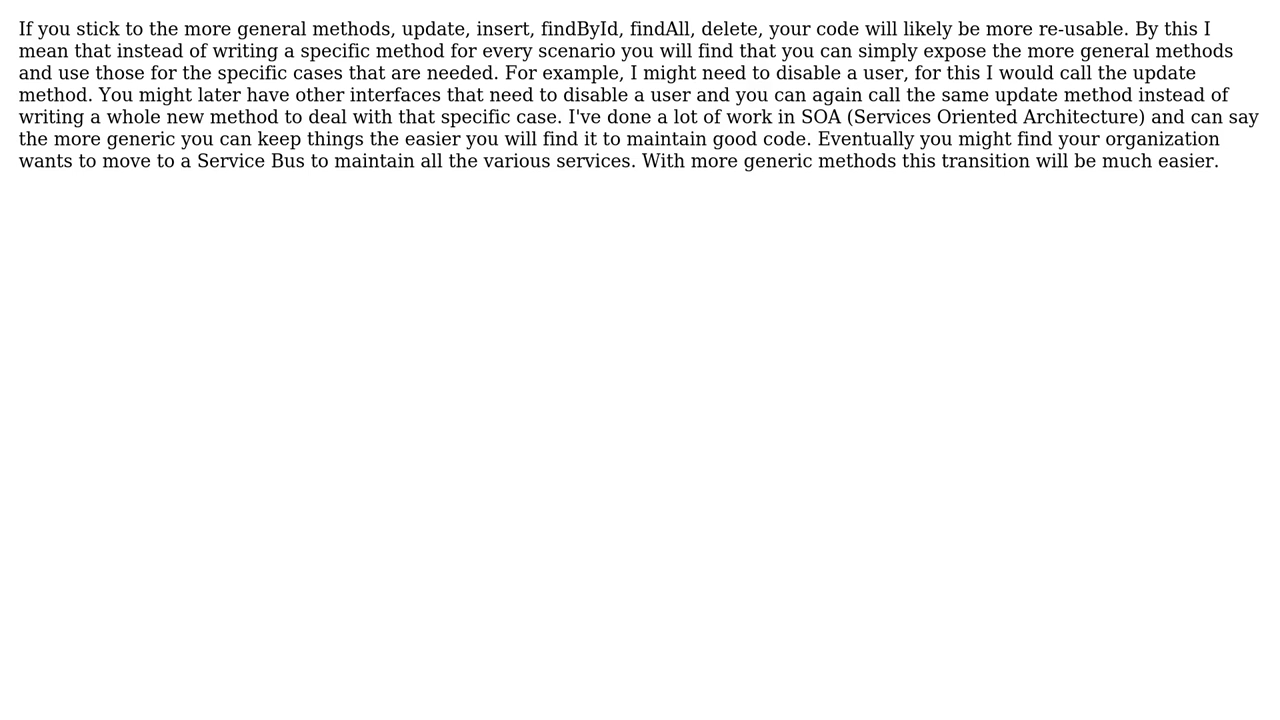 If you stick to the more general methods, update, insert, findById, findAll, delete, your code will likely be more re-usable. By this I
mean that instead of writing a specific method for every scenario you will find that you can simply expose the more general methods
and use those for the specific cases that are needed. For example, I might need to disable a user, for this I would call the update
method. You might later have other interfaces that need to disable a user and you can again call the same update method instead of
writing a whole new method to deal with that specific case. I've done a lot of work in SOA (Services Oriented Architecture) and can say
the more generic you can keep things the easier you will find it to maintain good code. Eventually you might find your organization
wants to move to a Service Bus to maintain all the various services. With more generic methods this transition will be much easier.